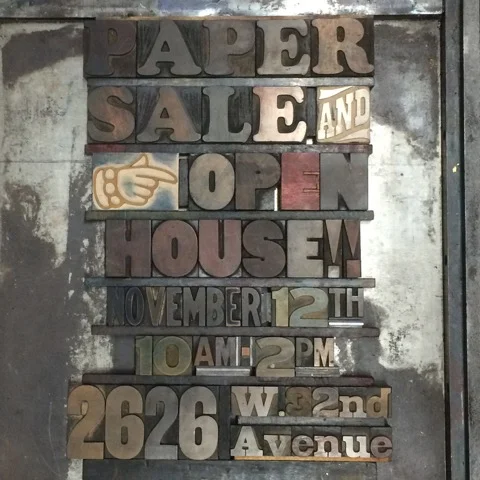 PAPER
SALE AND
OPEN
HOUSE!!
NOVEMBER 12TH
10AM-2PM
2626 W.32nd
Avenue